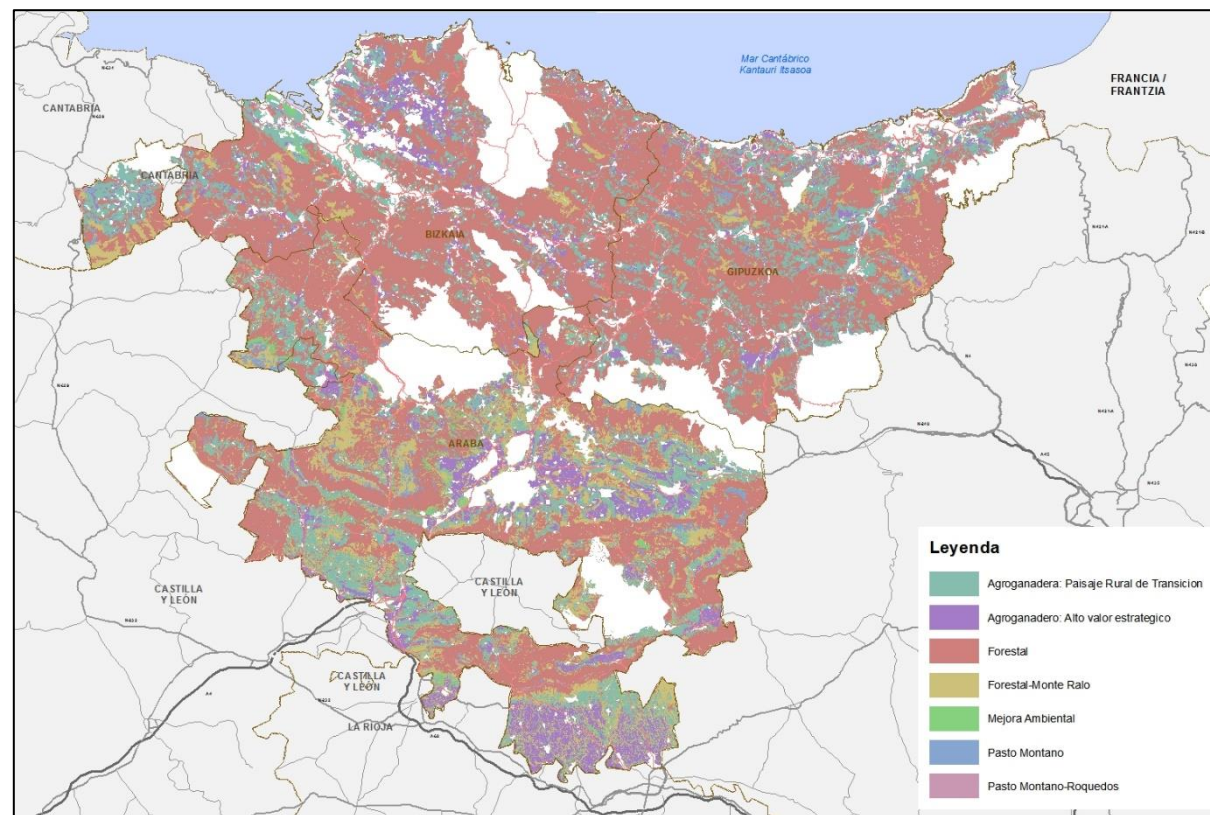 Mar Cantábrico
Kantauri Itsasoa
FRANCIA /
FRANTZIA
CANTABRIA
CANTABRIA
BIZKAIA
GIPUZKOA
ARABA
CASTILLA
Y LEÓN
CASTILLA
Y LEÓN
CASTILLA
Y LEÓN
LA RIOJA
Leyenda
Agroganadera: Paisaje Rural de Transicion
Agroganadero: Alto valor estrategico
Forestal
Forestal-Monte Ralo
Mejora Ambiental
Pasto Montano
Pasto Montano-Roquedos